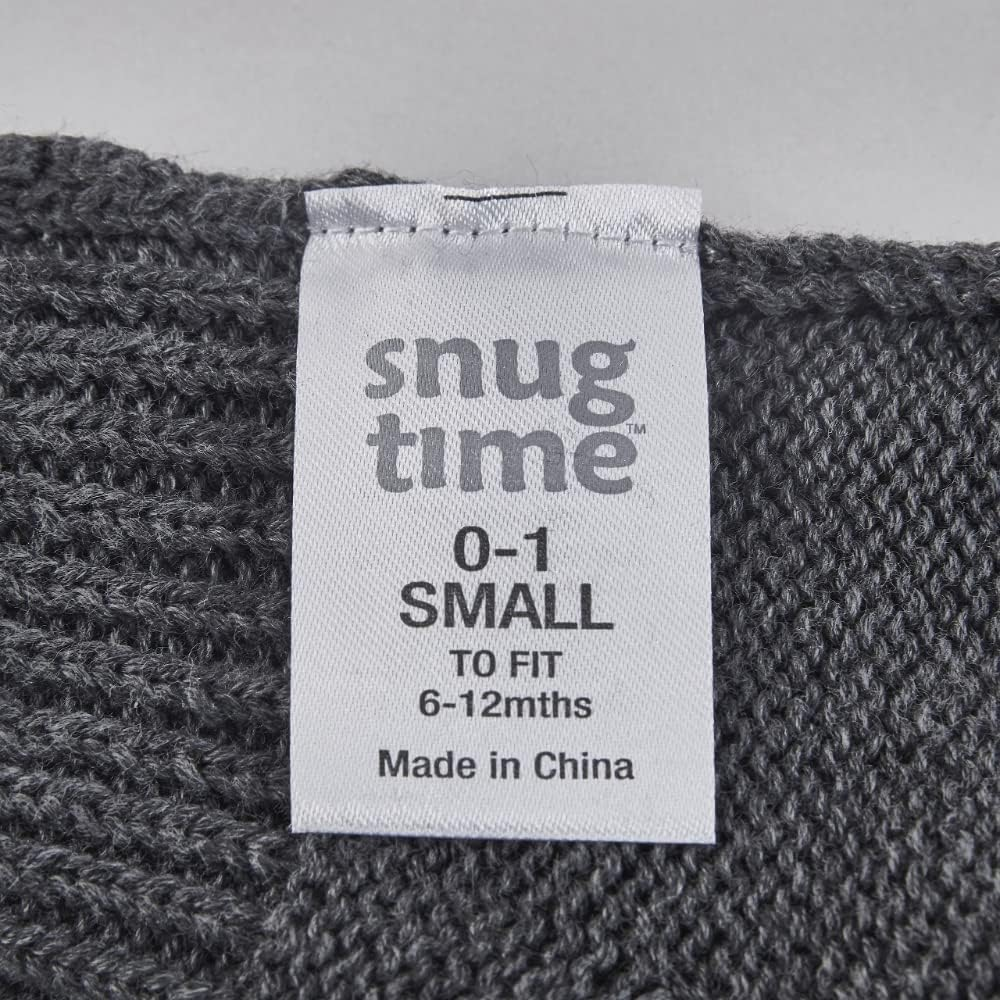 snug
time™
0-1
SMALL
TO FIT
6-12mths
Made in China